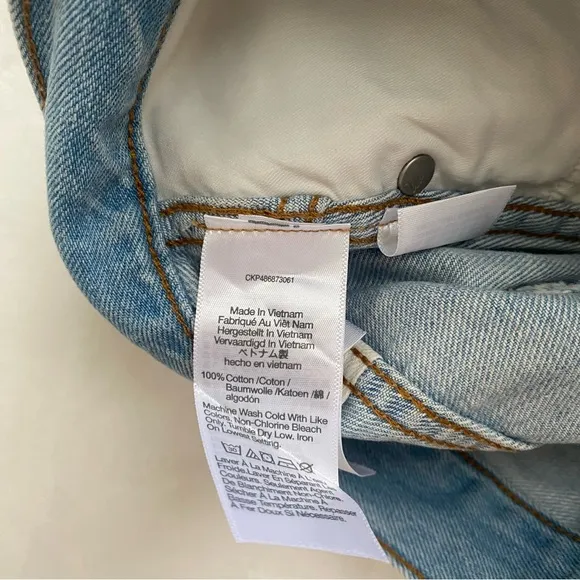 CKP486873061
Made In Vietnam
Fabriqué Au Viêt Nam
Hergestellt In Vietnam
Vervaardigd In Vietnam
ベトナム製
hecho en vietnam
100% Cotton /Coton /
Baumwolle /Katoen /綿 /
algodón
Machine Wash Cold With Like
Colors. Non-Chlorine Bleach
Only. Tumble Dry Low. Iron
On Lowest Setting.
Laver À La Machine À L'eau
Froide. Laver En Séparant Les
Couleurs. Seulement Agent
De Blanchiment Non-Chlore.
Sécher À La Machine À
Basse Température. Repasser
À Fer Doux Si Nécessaire.